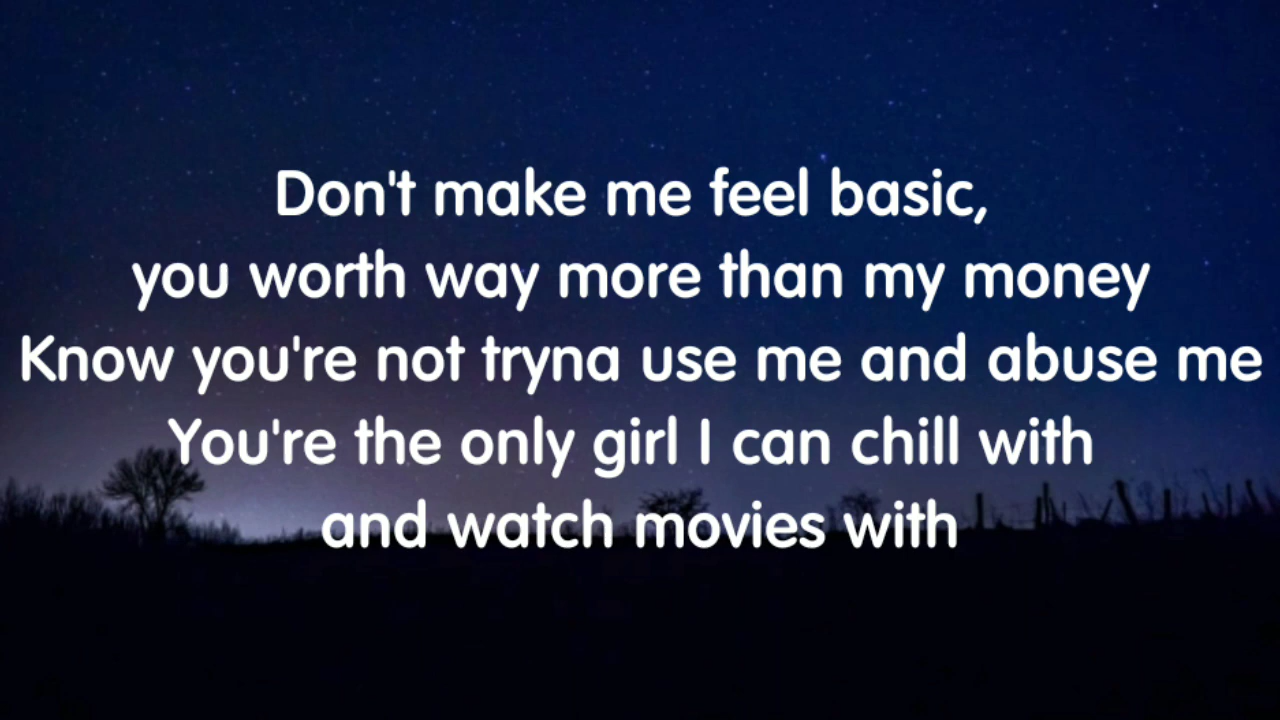 Don't make me feel basic,
you worth way more than my money
Know you're not tryna use me and abuse me
You're the only girl I can chill with
and watch movies with